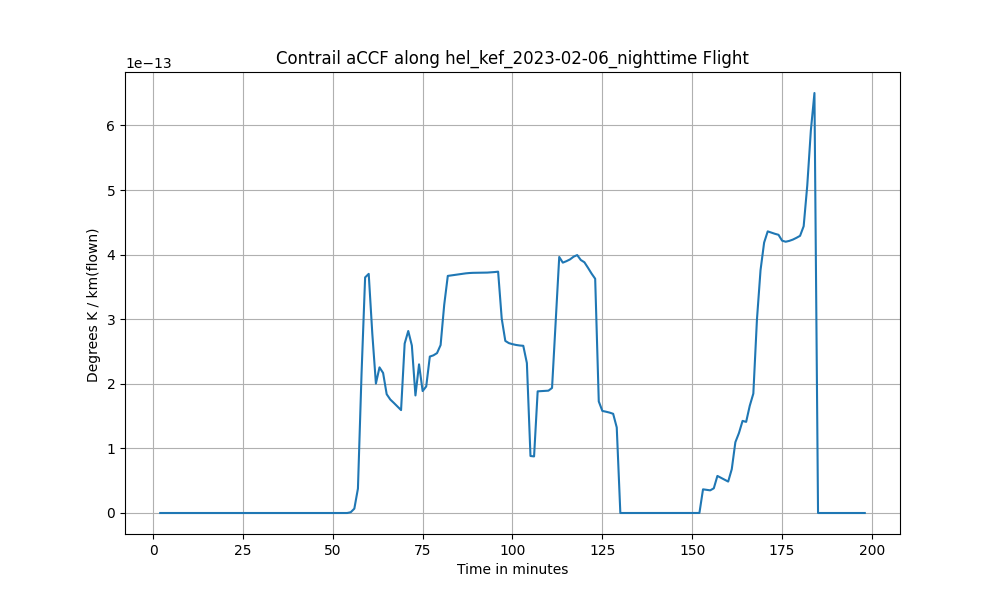 Contrail aCCF along hel_kef_2023-02-06_nighttime Flight
1e−13
6
5
4
3
2
1
0
Degrees K / km(flown)
0 25 50 75 100 125 150 175 200
Time in minutes